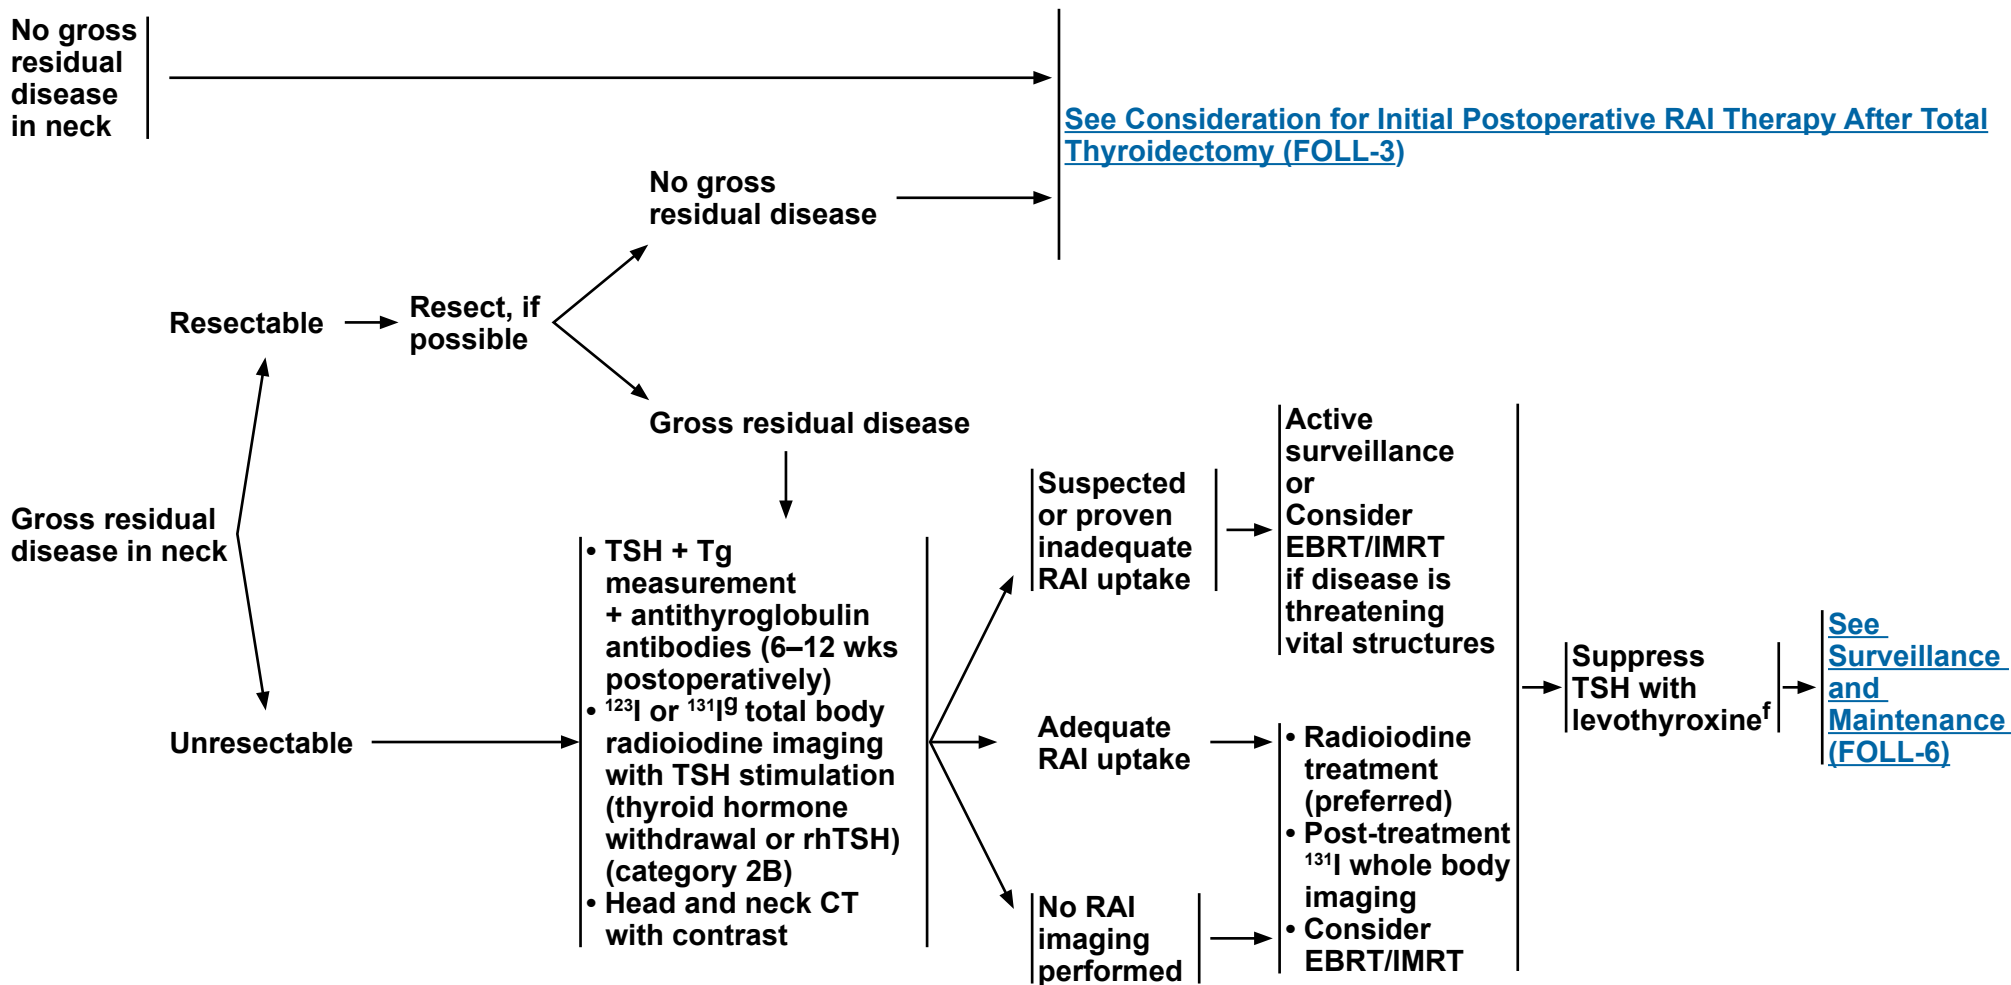 No gross
residual
disease
in neck
See Consideration for Initial Postoperative RAI Therapy After Total
Thyroidectomy (FOLL-3)
No gross
residual disease
Resectable
Resect, if
possible
Gross residual disease
Gross residual
disease in neck
Unresectable
• TSH + Tg
measurement
+ antithyroglobulin
antibodies (6–12 wks
postoperatively)
• ¹²³I or ¹³¹Iᵍ total body
radioiodine imaging
with TSH stimulation
(thyroid hormone
withdrawal or rhTSH)
(category 2B)
• Head and neck CT
with contrast
Suspected
or proven
inadequate
RAI uptake
Active
surveillance
or
Consider
EBRT/IMRT
if disease is
threatening
vital structures
Adequate
RAI uptake
No RAI
imaging
performed
• Radioiodine
treatment
(preferred)
• Post-treatment
¹³¹I whole body
imaging
• Consider
EBRT/IMRT
Suppress
TSH with
levothyroxineᶠ
See
Surveillance
and
Maintenance
(FOLL-6)